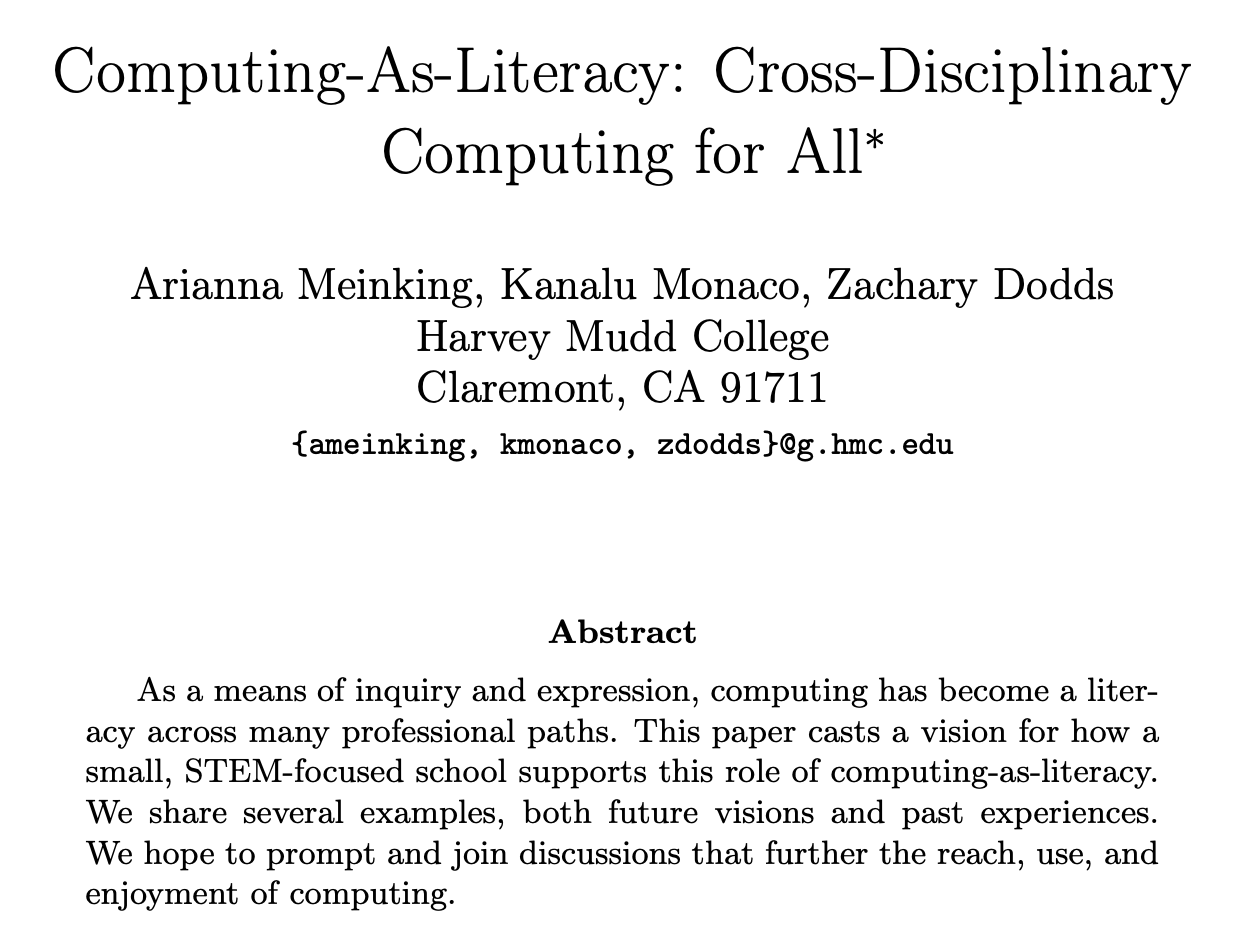 Computing-As-Literacy: Cross-Disciplinary
Computing for All*
Arianna Meinking, Kanalu Monaco, Zachary Dodds
Harvey Mudd College
Claremont, CA 91711
{ameinking, kmonaco, zdodds}@g.hmc.edu
Abstract
As a means of inquiry and expression, computing has become a liter-
acy across many professional paths. This paper casts a vision for how a
small, STEM-focused school supports this role of computing-as-literacy.
We share several examples, both future visions and past experiences.
We hope to prompt and join discussions that further the reach, use, and
enjoyment of computing.